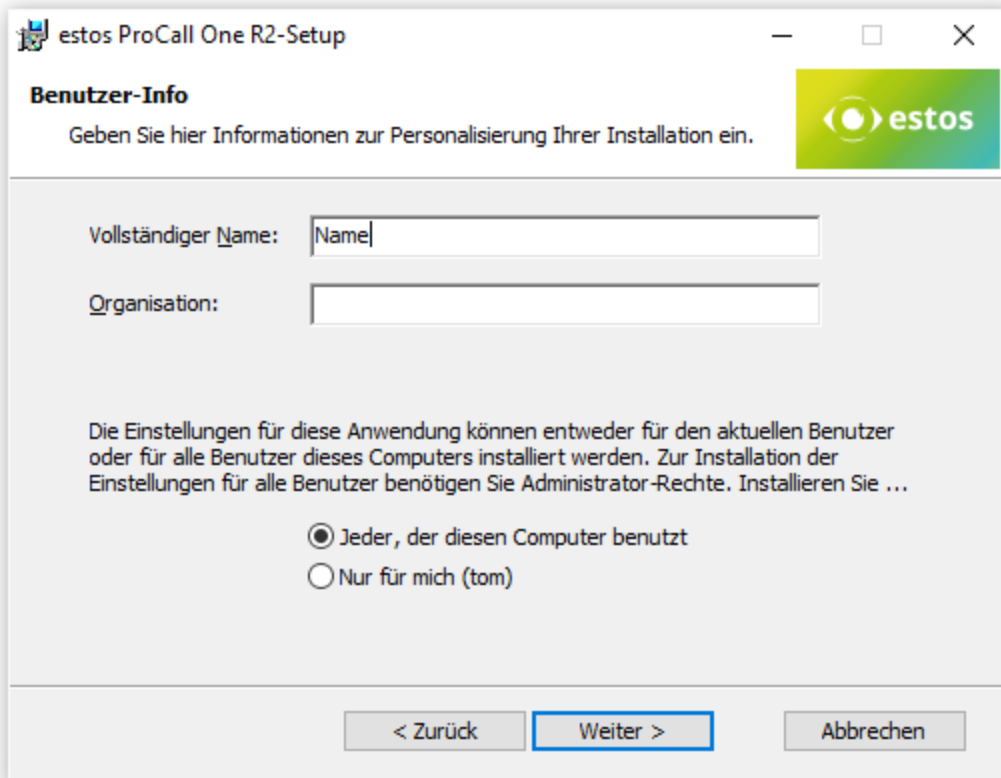 estos ProCall One R2-Setup
Benutzer-Info
Geben Sie hier Informationen zur Personalisierung Ihrer Installation ein.
estos
Vollständiger Name: Name
Organisation:
Die Einstellungen für diese Anwendung können entweder für den aktuellen Benutzer
oder für alle Benutzer dieses Computers installiert werden. Zur Installation der
Einstellungen für alle Benutzer benötigen Sie Administrator-Rechte. Installieren Sie ...
Jeder, der diesen Computer benutzt
Nur für mich (tom)
< Zurück Weiter > Abbrechen